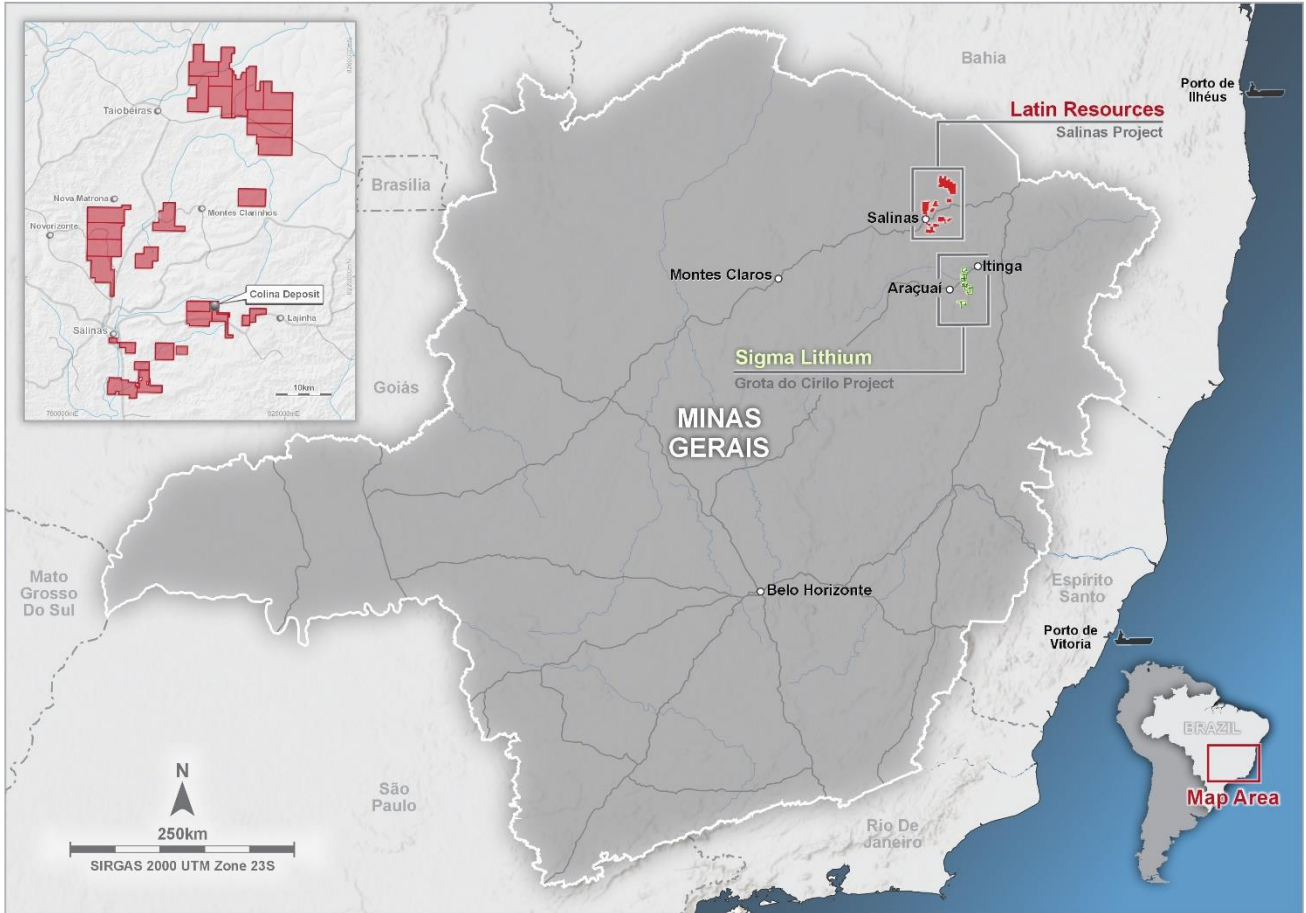 Taiobeiras
Nova Matrona
Montes Clarinhos
Novorizonte
Colina Deposit
Lajinha
Salinas
10km
Bahia
Porto de
Ilhéus
Latin Resources
Salinas Project
Brasília
Salinas
Montes Claros
Itinga
Araçuaí
Sigma Lithium
Grota do Cirilo Project
Goiás
MINAS
GERAIS
Mato
Grosso
Do Sul
Belo Horizonte
Espírito
Santo
Porto de
Vitoria
BRAZIL
Map Area
N
250km
SIRGAS 2000 UTM Zone 23S
São
Paulo
Rio De
Janeiro